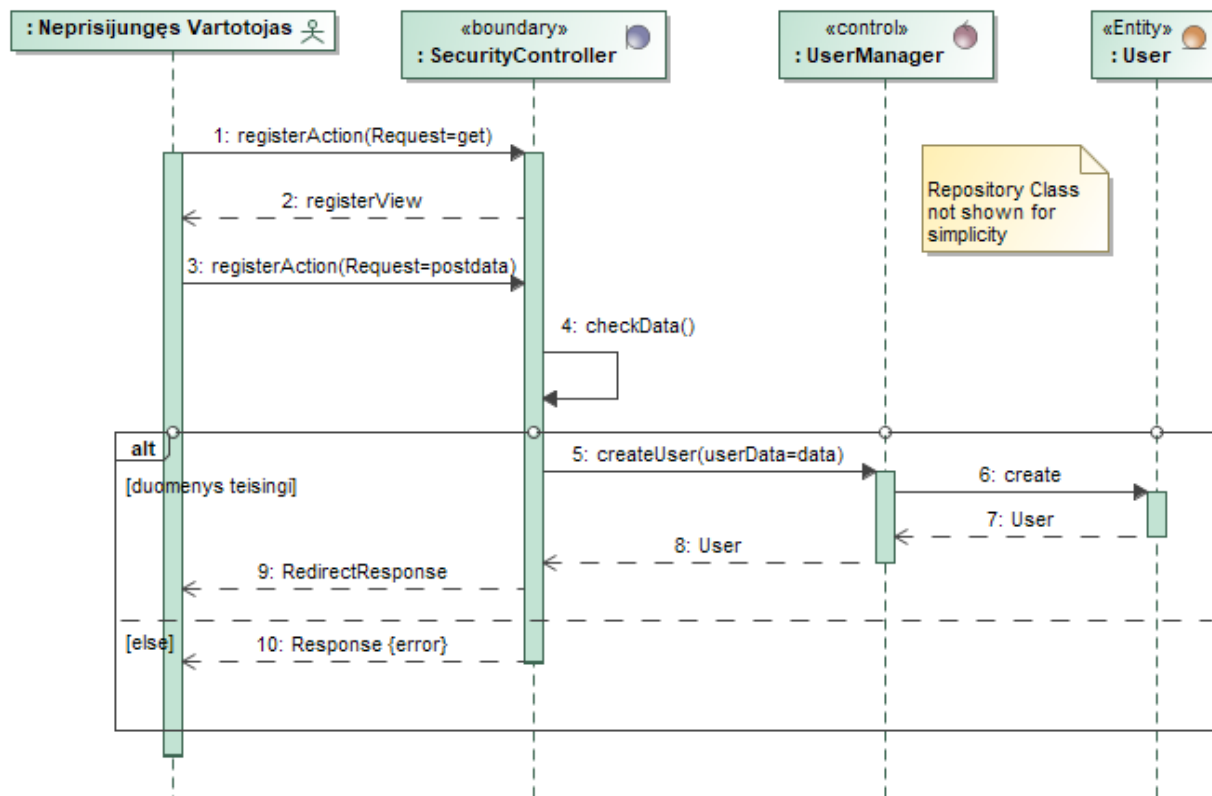 : Neprisijungęs Vartotojas
«boundary»
: SecurityController
«control»
: UserManager
«Entity»
: User
1: registerAction(Request=get)
Repository Class
not shown for
simplicity
2: registerView
3: registerAction(Request=postdata)
4: checkData()
alt
5: createUser(userData=data)
[duomenys teisingi]
6: create
7: User
8: User
9: RedirectResponse
[else]
10: Response {error}